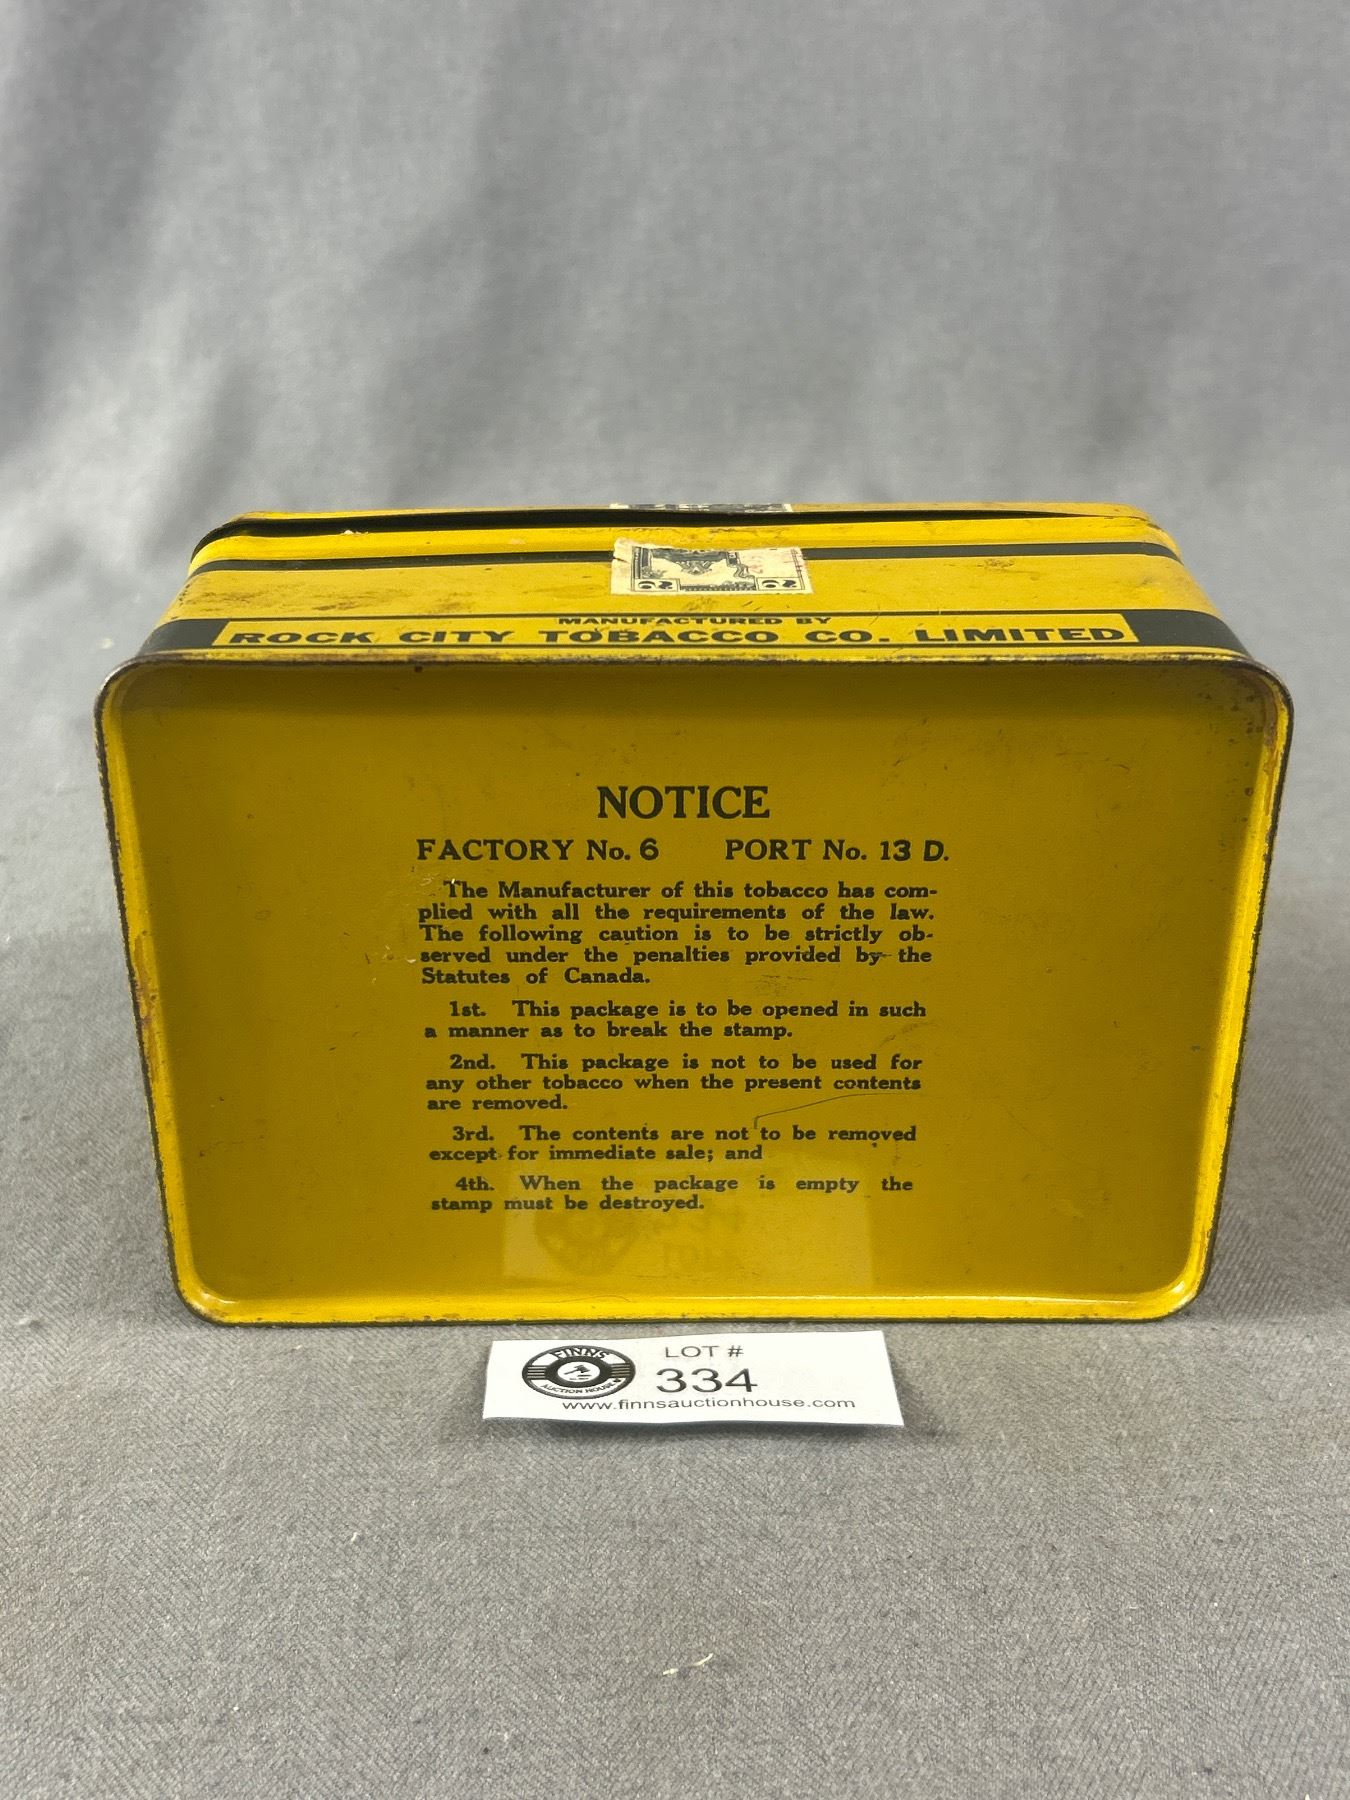 MANUFACTURED BY
ROCK CITY TOBACCO CO. LIMITED
NOTICE
FACTORY No. 6 PORT No. 13 D.
The Manufacturer of this tobacco has com-
plied with all the requirements of the law.
The following caution is to be strictly ob-
served under the penalties provided by the
Statutes of Canada.
1st. This package is to be opened in such
a manner as to break the stamp.
2nd. This package is not to be used for
any other tobacco when the present contents
are removed.
3rd. The contents are not to be removed
except for immediate sale; and
4th. When the package is empty the
stamp must be destroyed.
FINNS
AUCTION HOUSE
LOT #
334
www.finnsauctionhouse.com